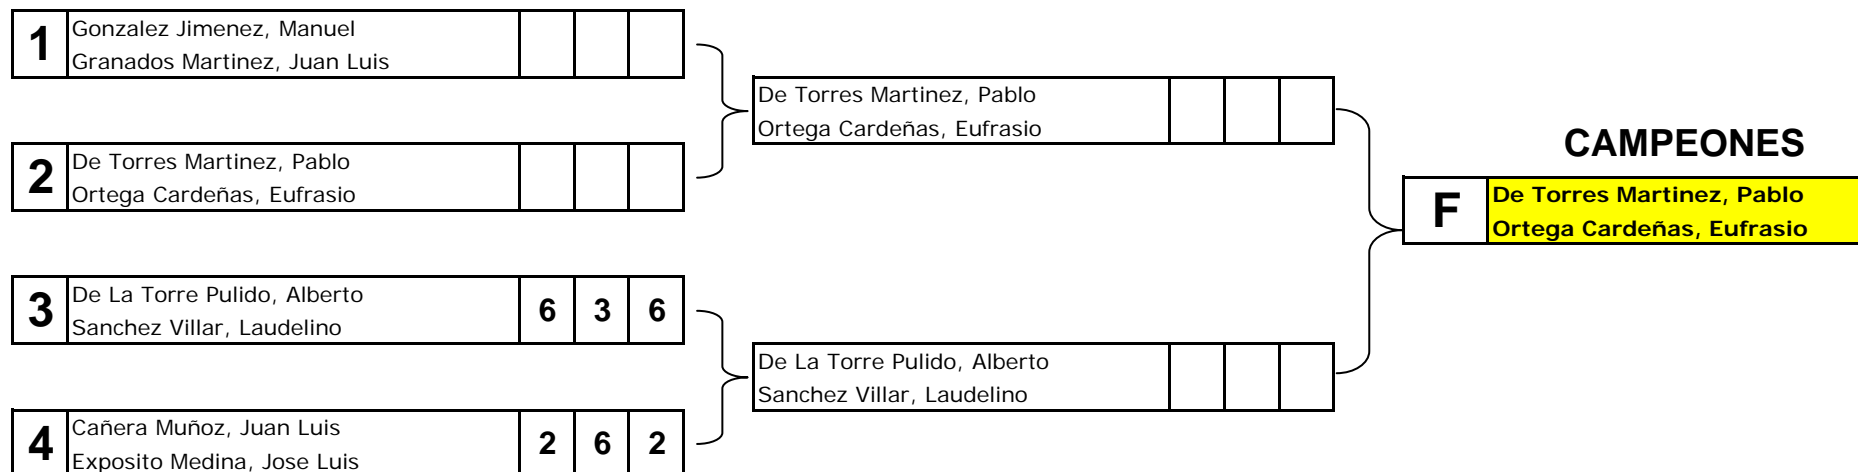 1
Gonzalez Jimenez, Manuel
Granados Martinez, Juan Luis
2
De Torres Martinez, Pablo
Ortega Cardeñas, Eufrasio
3
De La Torre Pulido, Alberto
Sanchez Villar, Laudelino
6 3 6
4
Cañera Muñoz, Juan Luis
Exposito Medina, Jose Luis
2 6 2
De Torres Martinez, Pablo
Ortega Cardeñas, Eufrasio
De La Torre Pulido, Alberto
Sanchez Villar, Laudelino
CAMPEONES
F
De Torres Martinez, Pablo
Ortega Cardeñas, Eufrasio